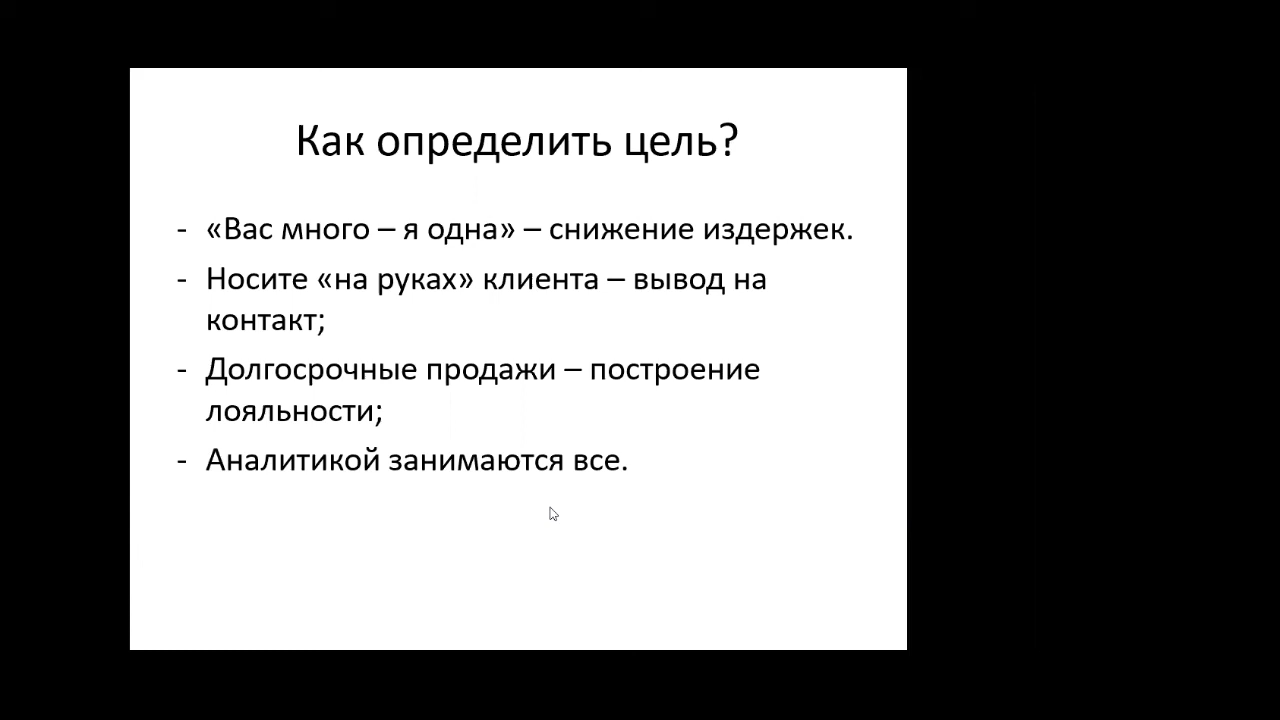 Как определить цель?
- «Вас много – я одна» – снижение издержек.
- Носите «на руках» клиента – вывод на
контакт;
- Долгосрочные продажи – построение
лояльности;
- Аналитикой занимаются все.